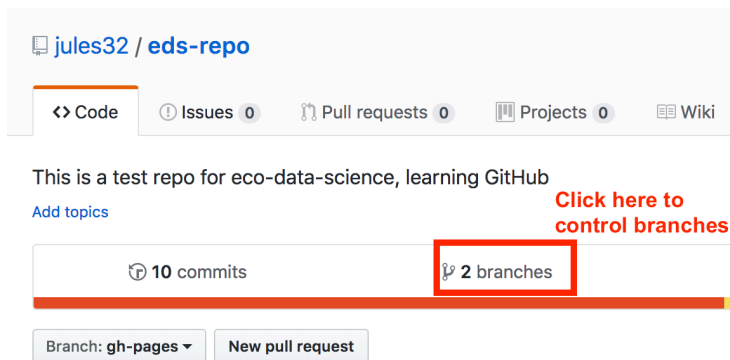 jules32 / eds-repo
Code Issues 0 Pull requests 0 Projects 0 Wiki
This is a test repo for eco-data-science, learning GitHub
Add topics
Click here to
control branches
10 commits 2 branches
Branch: gh-pages New pull request